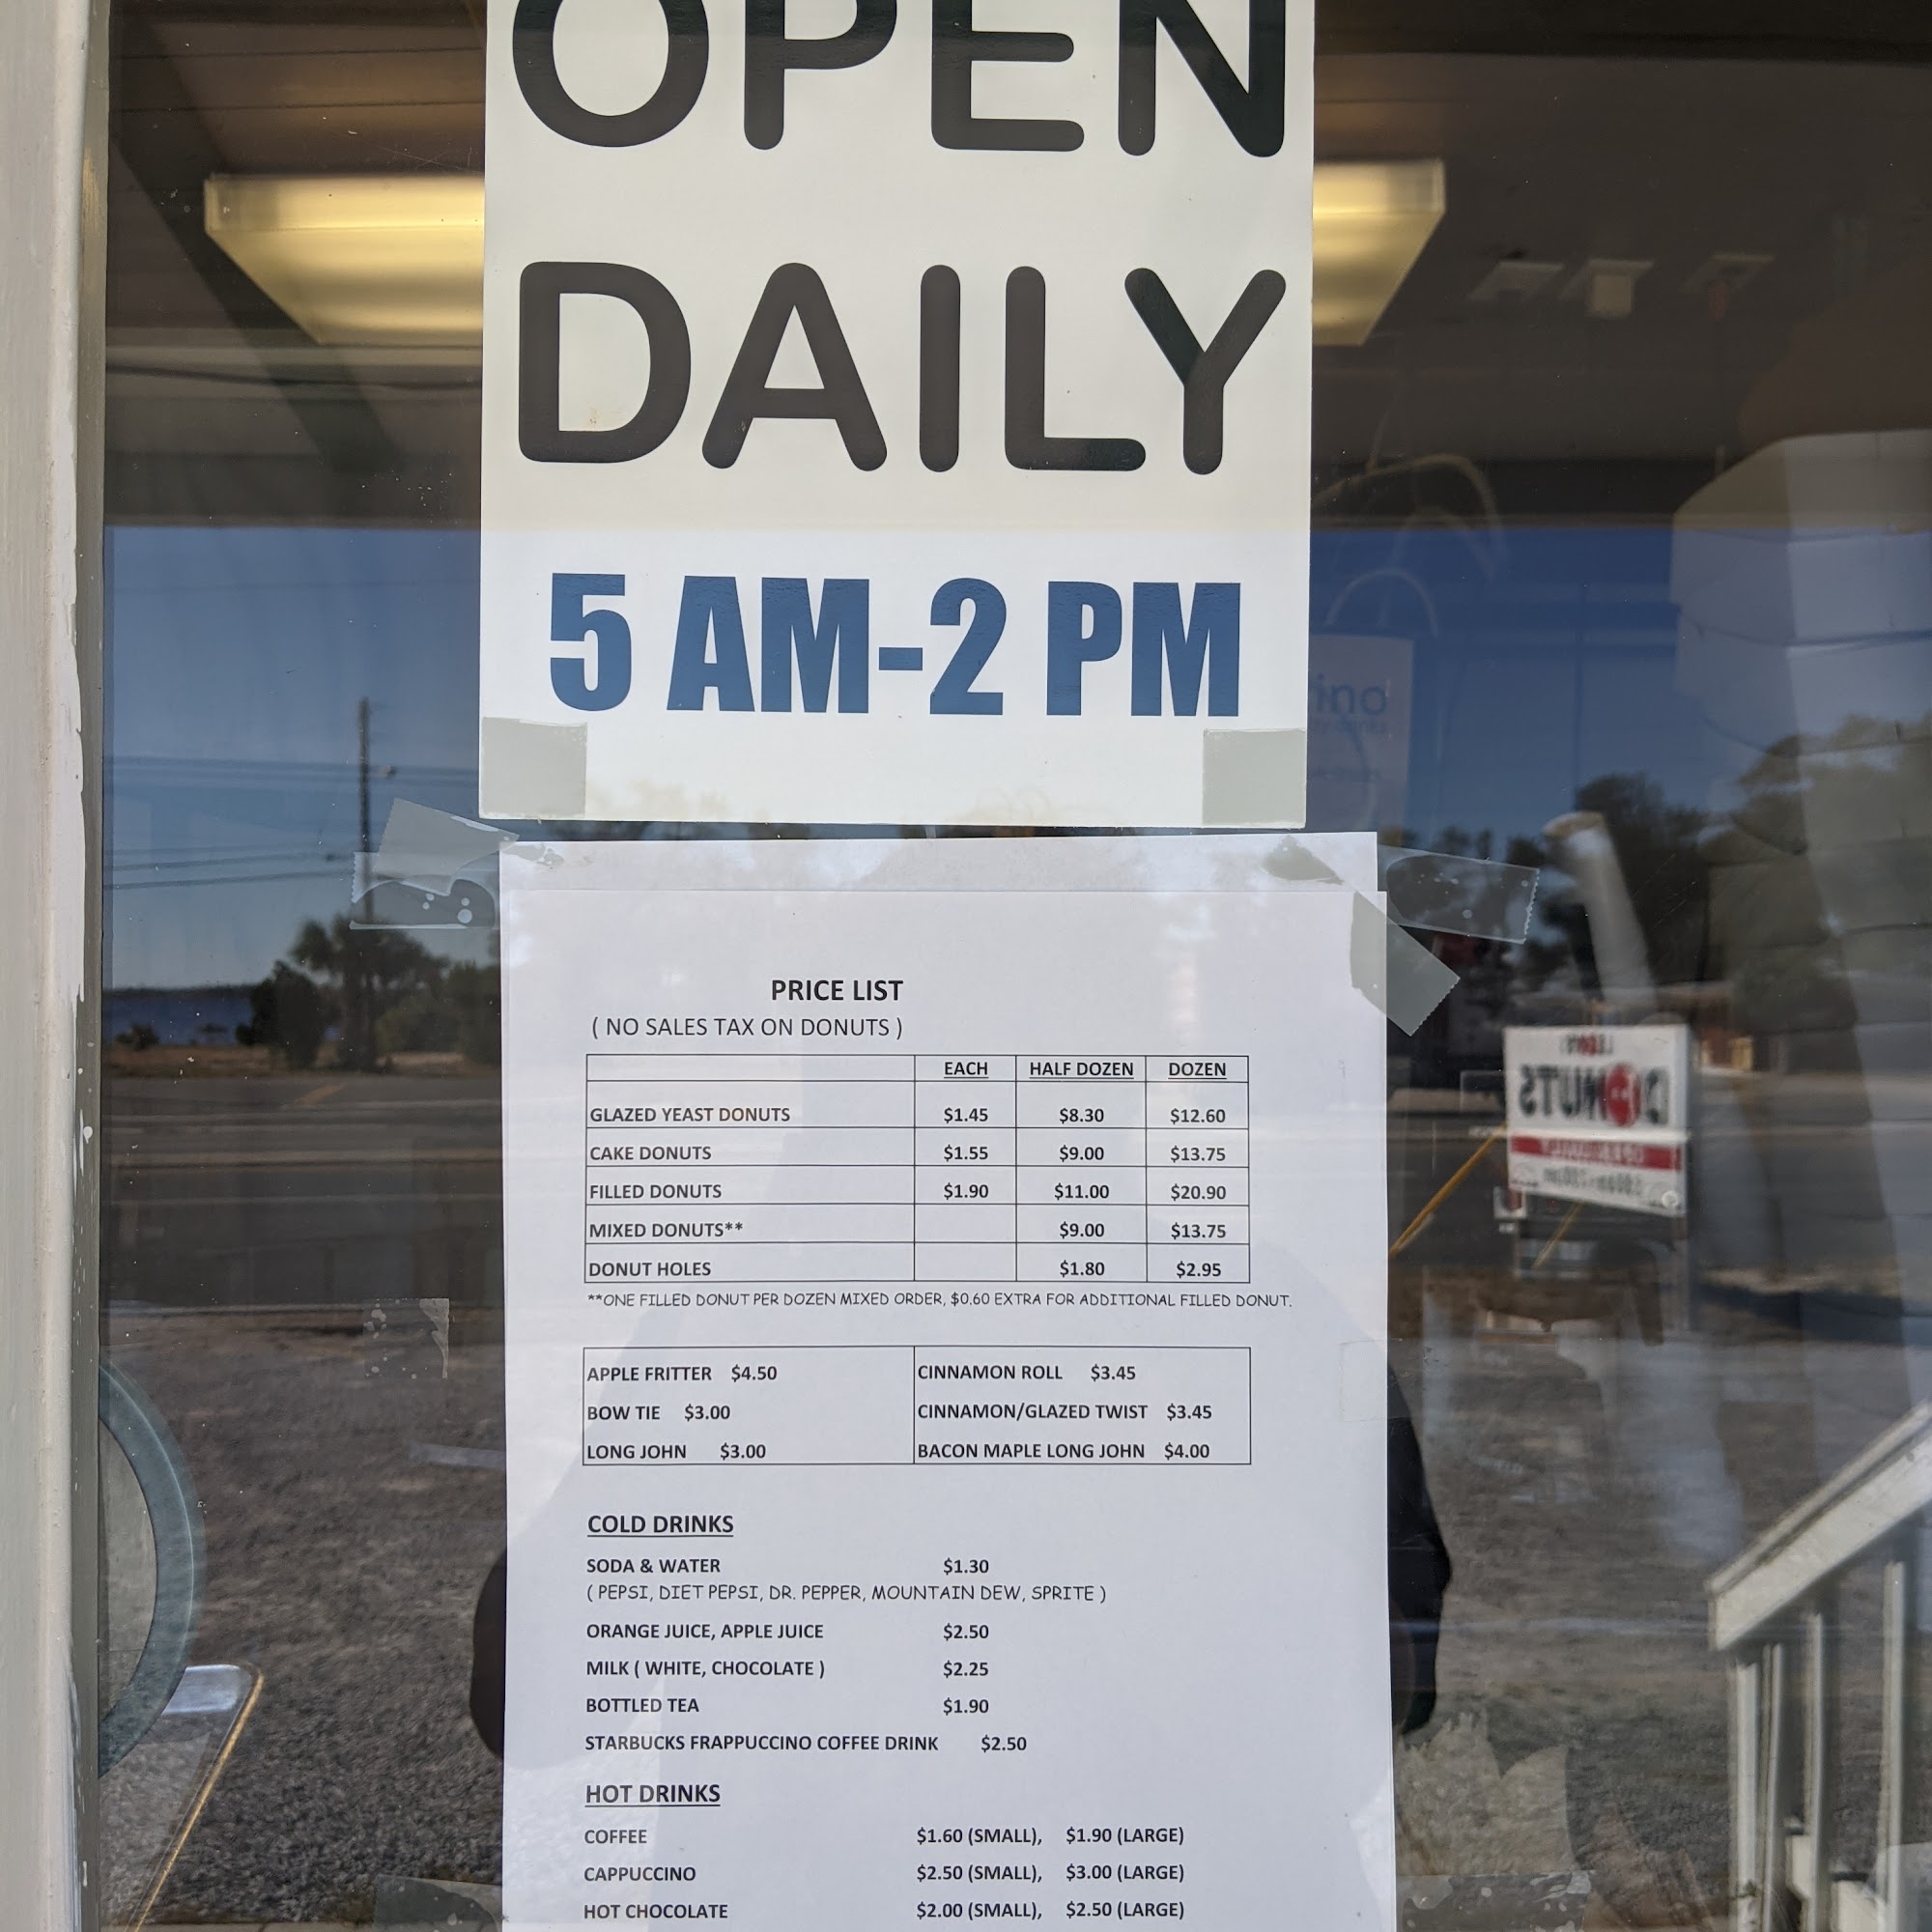 OPEN
DAILY
5 AM-2 PM
PRICE LIST
( NO SALES TAX ON DONUTS )
EACH HALF DOZEN DOZEN
GLAZED YEAST DONUTS $1.45 $8.30 $12.60
CAKE DONUTS $1.55 $9.00 $13.75
FILLED DONUTS $1.90 $11.00 $20.90
MIXED DONUTS** $9.00 $13.75
DONUT HOLES $1.80 $2.95
**ONE FILLED DONUT PER DOZEN MIXED ORDER, $0.60 EXTRA FOR ADDITIONAL FILLED DONUT.
APPLE FRITTER $4.50 CINNAMON ROLL $3.45
BOW TIE $3.00 CINNAMON/GLAZED TWIST $3.45
LONG JOHN $3.00 BACON MAPLE LONG JOHN $4.00
COLD DRINKS
SODA & WATER $1.30
( PEPSI, DIET PEPSI, DR. PEPPER, MOUNTAIN DEW, SPRITE )
ORANGE JUICE, APPLE JUICE $2.50
MILK ( WHITE, CHOCOLATE ) $2.25
BOTTLED TEA $1.90
STARBUCKS FRAPPUCCINO COFFEE DRINK $2.50
HOT DRINKS
COFFEE $1.60 (SMALL), $1.90 (LARGE)
CAPPUCCINO $2.50 (SMALL), $3.00 (LARGE)
HOT CHOCOLATE $2.00 (SMALL), $2.50 (LARGE)
DONUTS